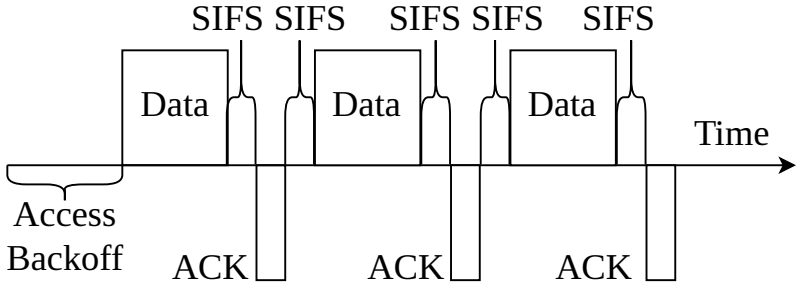 SIFS SIFS SIFS SIFS SIFS
Data Data Data
Time
Access
Backoff
ACK ACK ACK